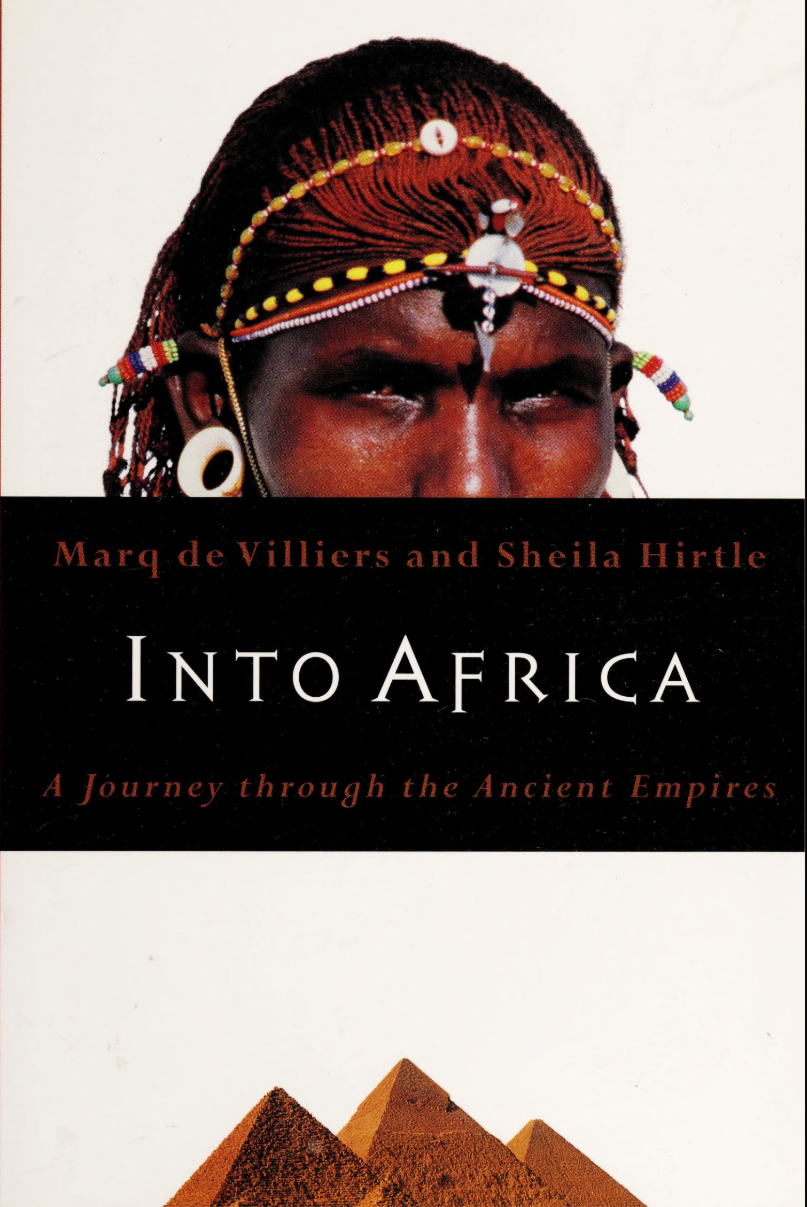 Marq de Villiers and Sheila Hirtle
INTO AFRICA
A Journey through the Ancient Empires